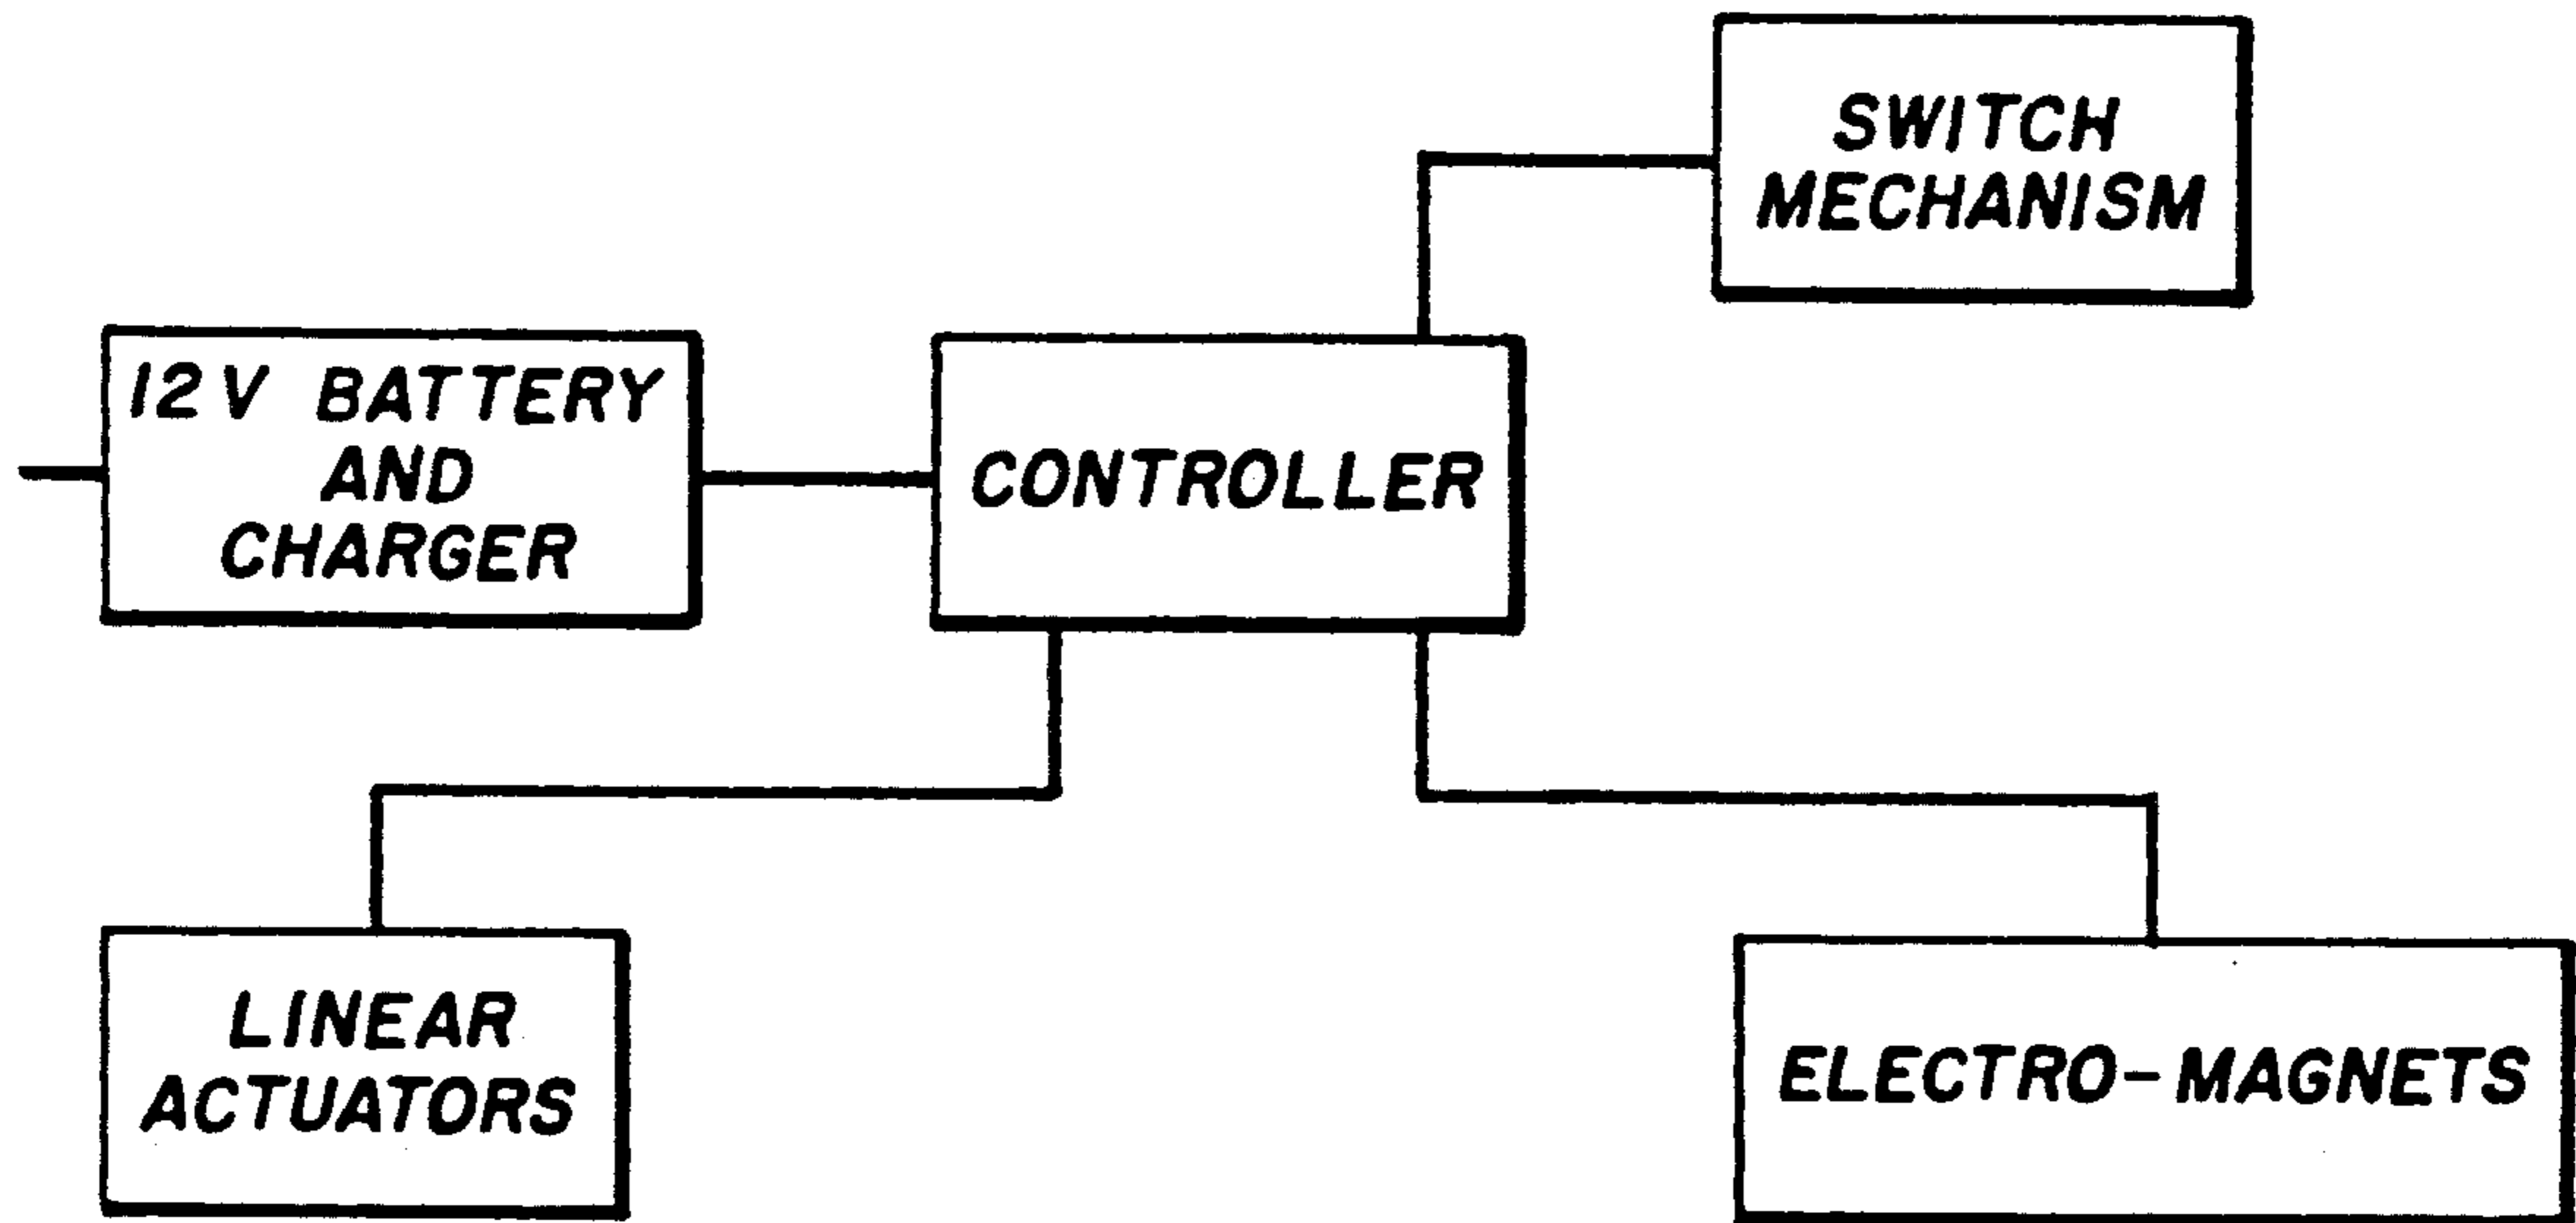 SWITCH
MECHANISM
12V BATTERY
AND
CHARGER
CONTROLLER
LINEAR
ACTUATORS
ELECTRO-MAGNETS